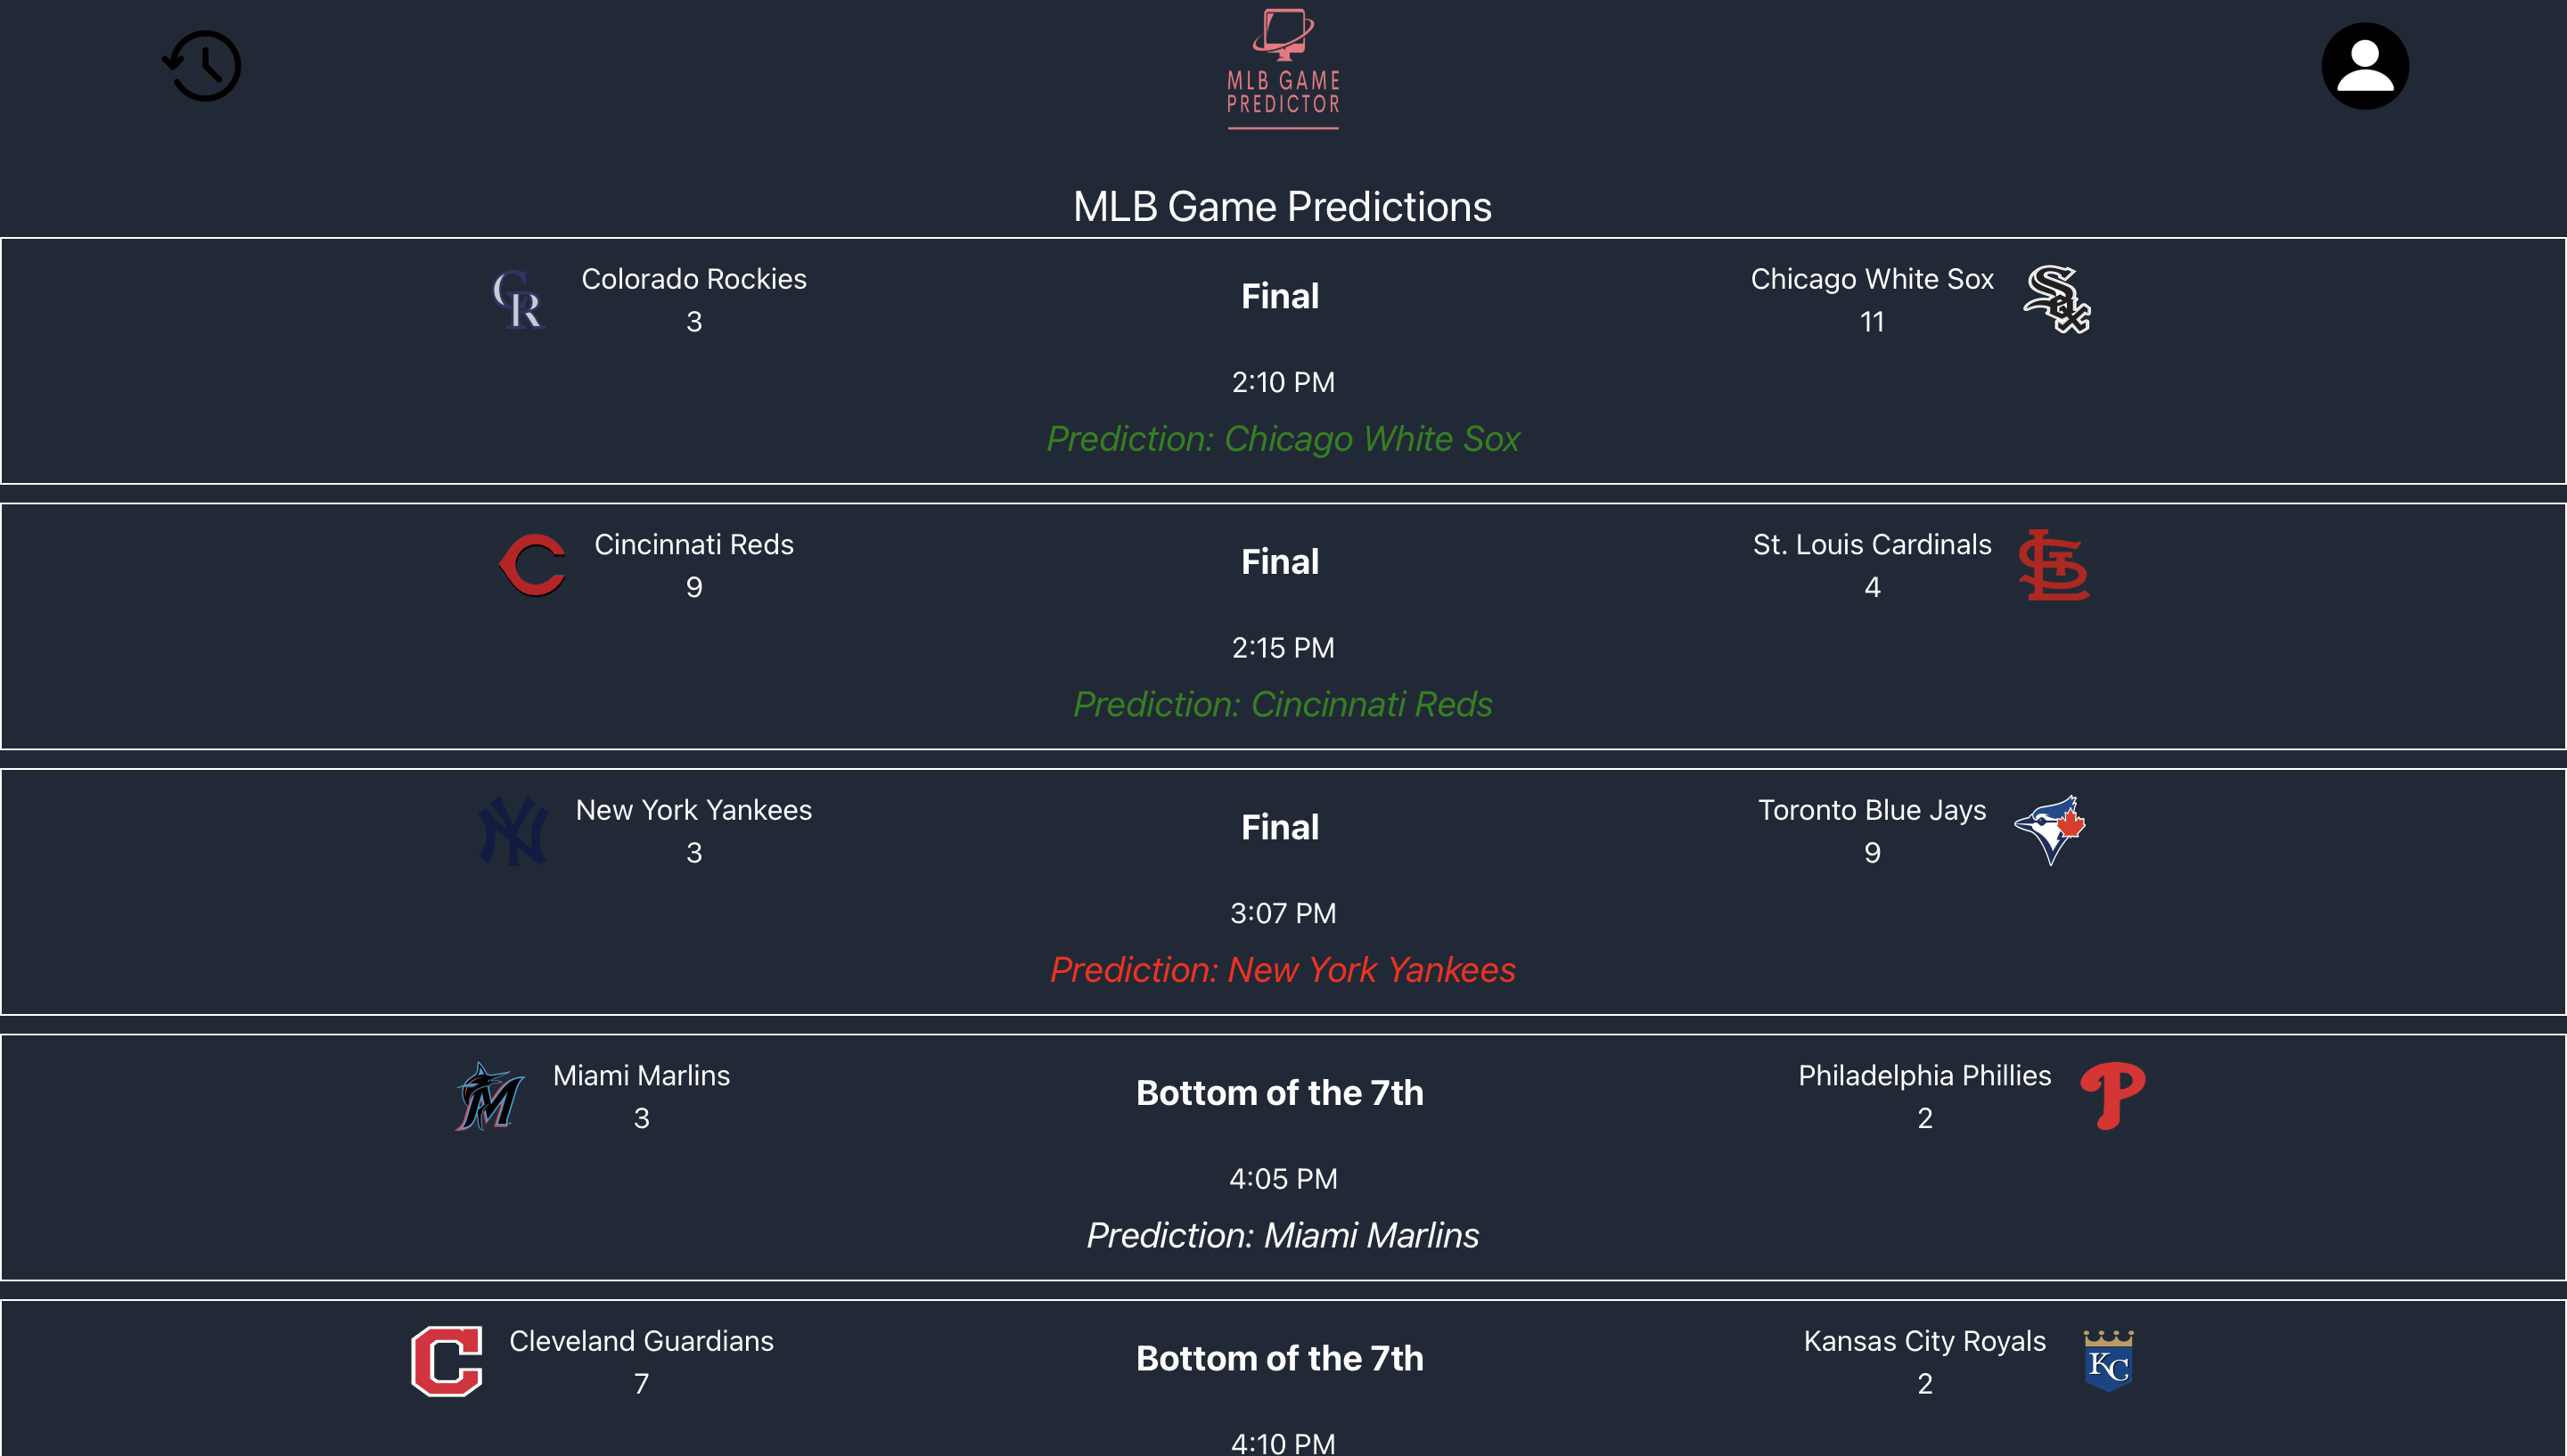 MLB GAME
PREDICTOR
MLB Game Predictions
Colorado Rockies
3
Final
Chicago White Sox
11
2:10 PM
Prediction: Chicago White Sox
Cincinnati Reds
9
Final
St. Louis Cardinals
4
2:15 PM
Prediction: Cincinnati Reds
New York Yankees
3
Final
Toronto Blue Jays
9
3:07 PM
Prediction: New York Yankees
Miami Marlins
3
Bottom of the 7th
Philadelphia Phillies
2
4:05 PM
Prediction: Miami Marlins
Cleveland Guardians
7
Bottom of the 7th
Kansas City Royals
2
KC
4:10 PM